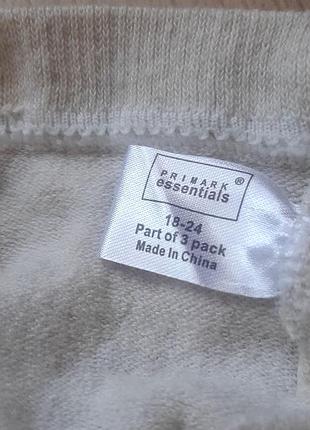 PRIMARK ®
essentials
18-24
Part of 3 pack
Made In China